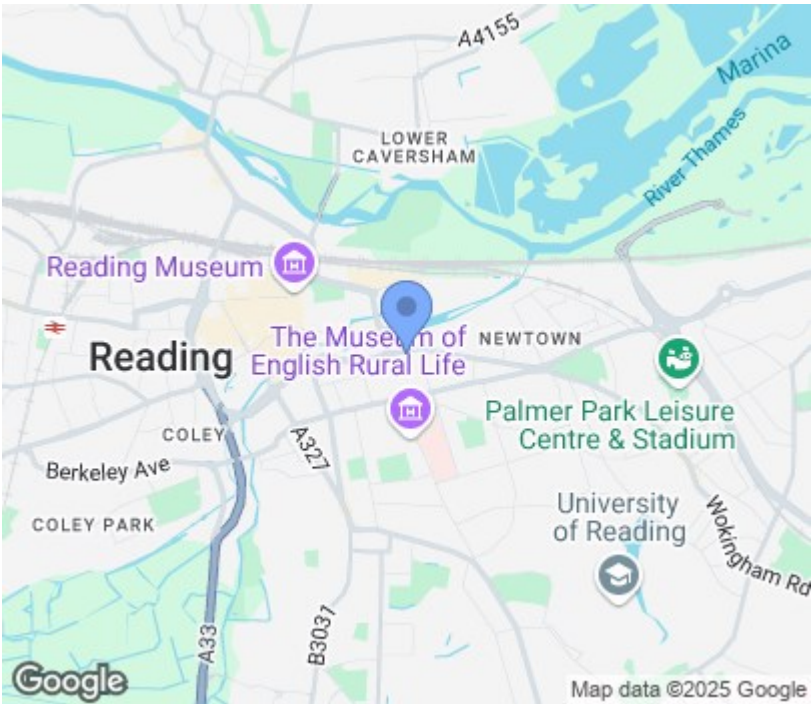 A4155
Marina
LOWER
CAVERSHAM
River Thames
Reading Museum
The Museum of
English Rural Life
NEWTOWN
Reading
Palmer Park Leisure
Centre & Stadium
COLEY
A327
Berkeley Ave
University
of Reading
COLEY PARK
Wokingham Rd
A33
B3031
Google
Map data ©2025 Google